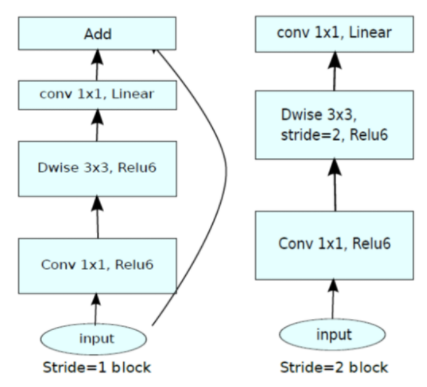 Add
conv 1x1, Linear
Dwise 3x3, Relu6
Conv 1x1, Relu6
input
Stride=1 block
conv 1x1, Linear
Dwise 3x3,
stride=2, Relu6
Conv 1x1, Relu6
input
Stride=2 block